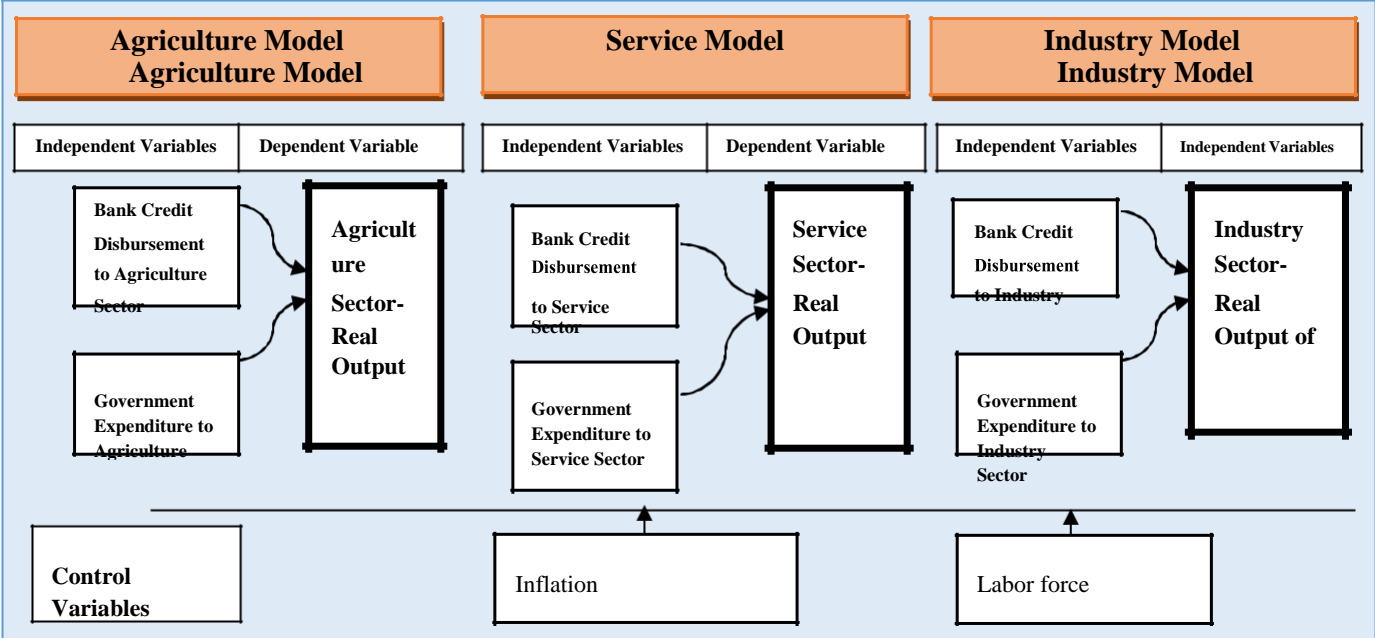 Agriculture Model
Agriculture Model
Service Model
Industry Model
Industry Model
Independent Variables
Dependent Variable
Independent Variables
Dependent Variable
Independent Variables
Independent Variables
Bank Credit
Disbursement
to Agriculture
Sector
Agricult
ure
Sector-
Real
Output
Government
Expenditure to
Agriculture
Bank Credit
Disbursement
to Service
Sector
Service
Sector-
Real
Output
Government
Expenditure to
Service Sector
Bank Credit
Disbursement
to Industry
Industry
Sector-
Real
Output of
Government
Expenditure to
Industry
Sector
Control
Variables
Inflation
Labor force